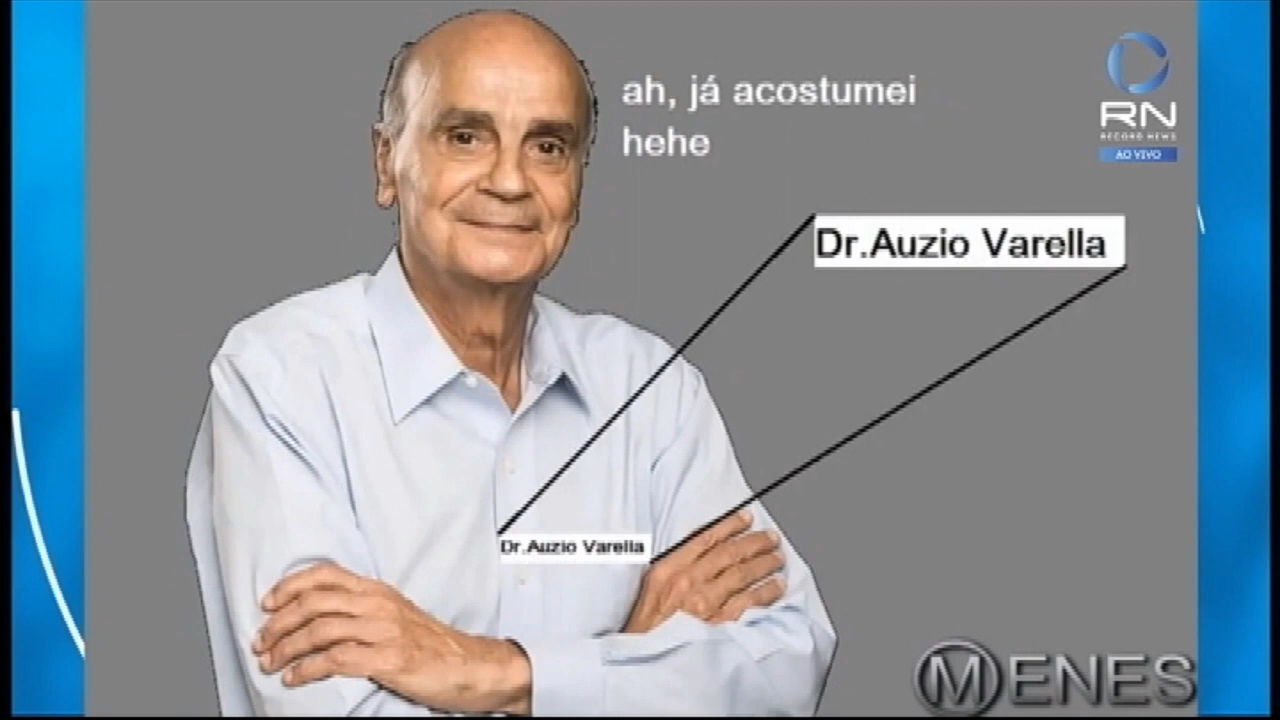 ah, já acostumei
hehe
RN
RECORD NEWS
AO VIVO
Dr.Auzio Varella
Dr.Auzio Varella
MENES